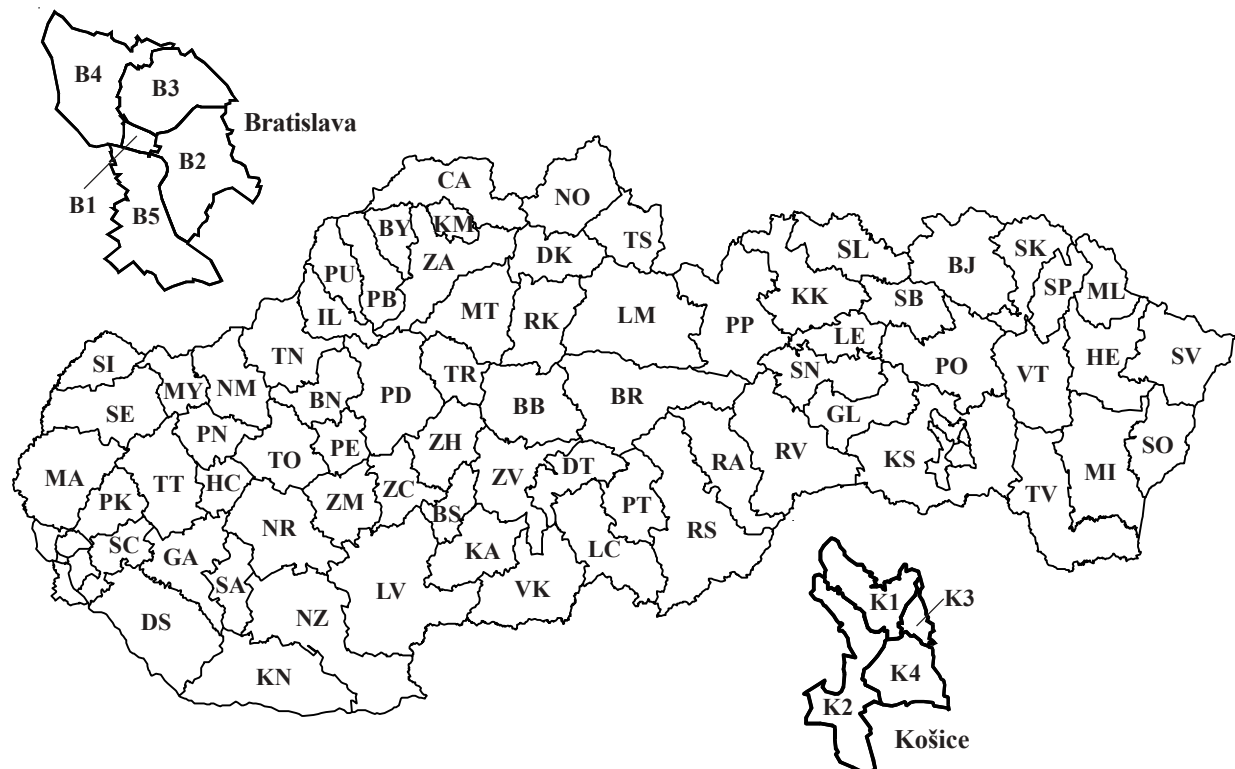 B4
B3
Bratislava
B2
B1
B5
CA
NO
BY
KM
TS
SL
SK
PU
ZA
DK
BJ
SP
ML
PB
KK
SB
IL
MT
RK
LM
PP
LE
HE
SV
SI
TN
TR
SN
PO
VT
MY
NM
BN
PD
BB
BR
SE
GL
PN
PE
ZH
TO
DT
RA
RV
KS
SO
MA
TT
HC
ZC
ZV
MI
PK
ZM
BS
PT
TV
NR
RS
SC
GA
KA
LC
SA
LV
VK
K1
K3
DS
NZ
KN
K4
K2
Košice